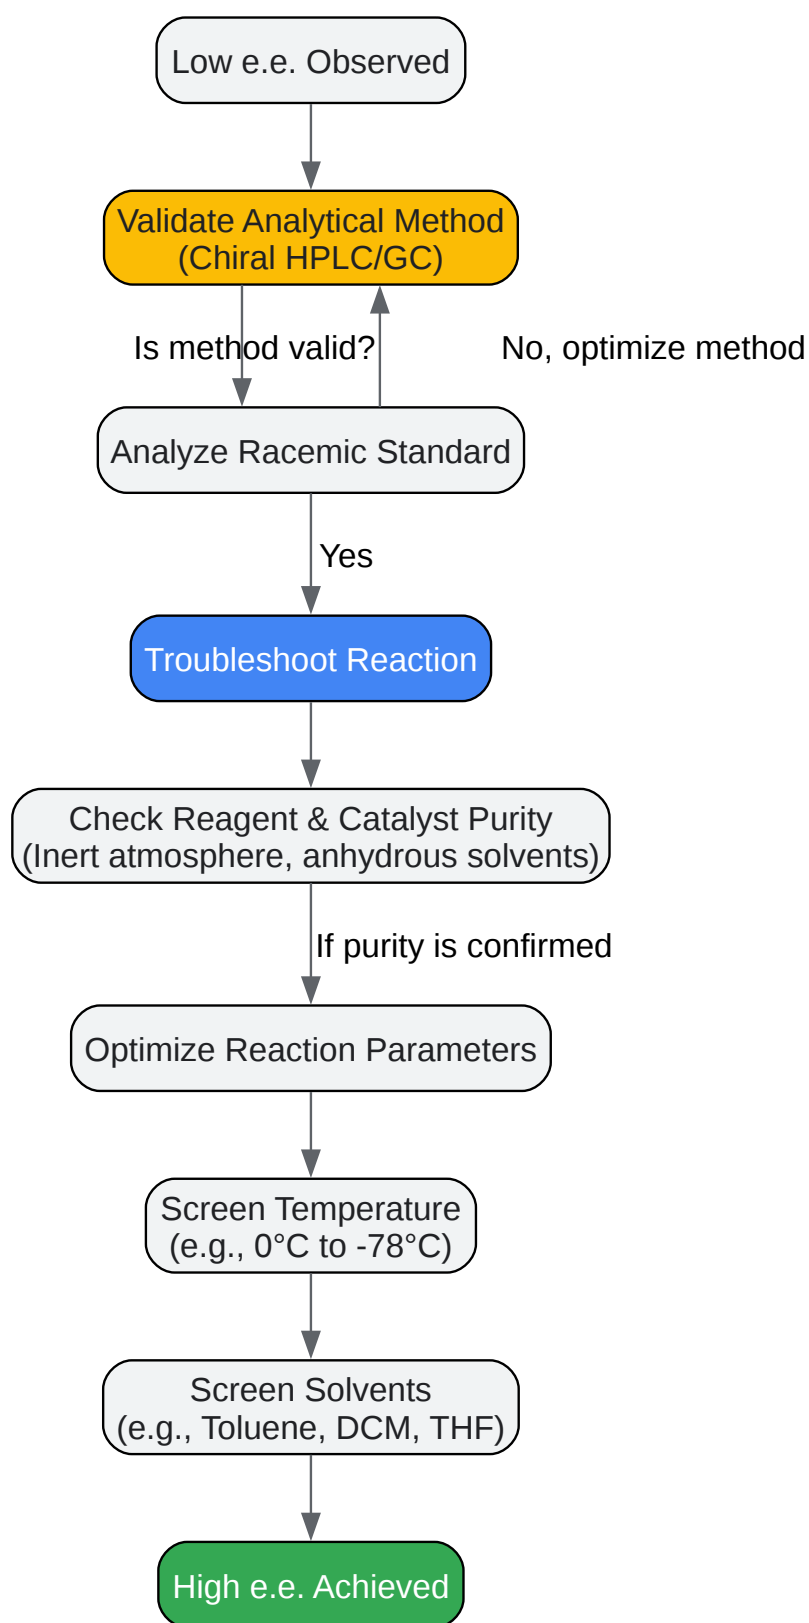 Low e.e. Observed
Validate Analytical Method
(Chiral HPLC/GC)
Is method valid?
No, optimize method
Analyze Racemic Standard
Yes
Troubleshoot Reaction
Check Reagent & Catalyst Purity
(Inert atmosphere, anhydrous solvents)
If purity is confirmed
Optimize Reaction Parameters
Screen Temperature
(e.g., 0°C to -78°C)
Screen Solvents
(e.g., Toluene, DCM, THF)
High e.e. Achieved